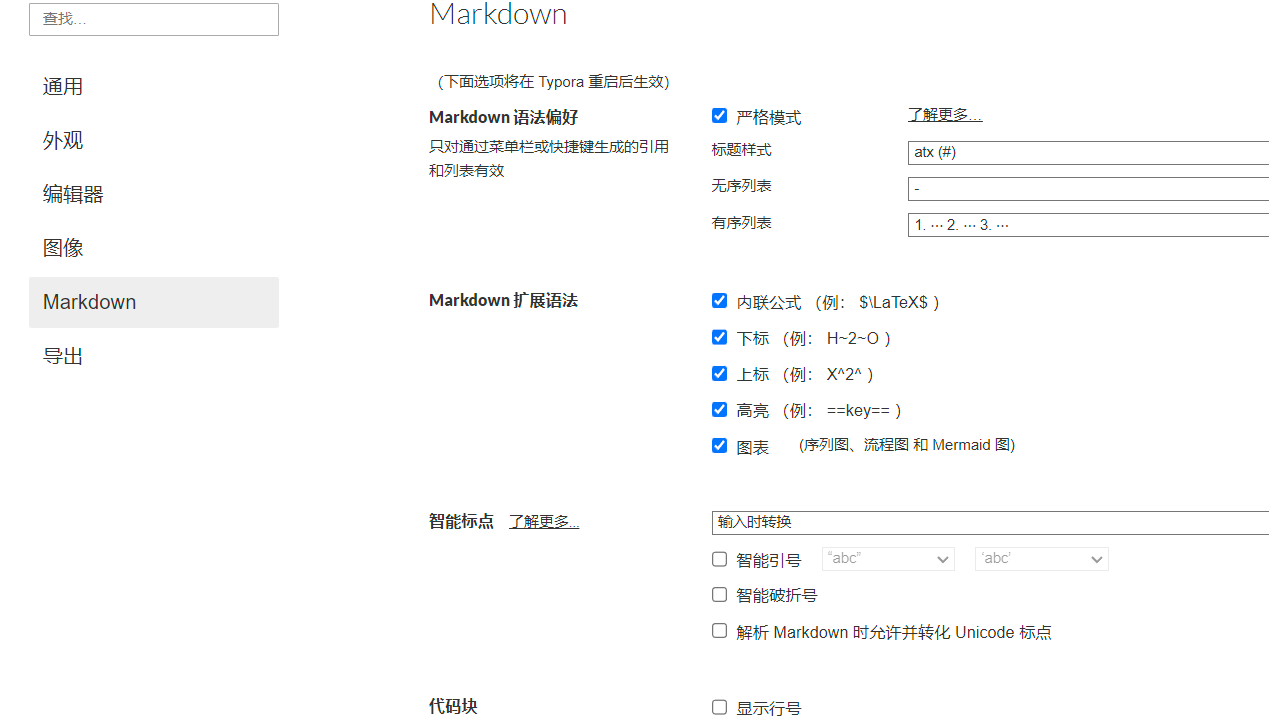 查找...
通用
外观
编辑器
图像
Markdown
导出
Markdown
（下面选项将在 Typora 重启后生效）
Markdown 语法偏好
只对通过菜单栏或快捷键生成的引用
和列表有效
严格模式 了解更多...
标题样式 atx (#)
无序列表 -
有序列表 1. ··· 2. ··· 3. ···
Markdown 扩展语法
内联公式 （例： $\LaTeX$ ）
下标 （例： H~2~O ）
上标 （例： X^2^ ）
高亮 （例： ==key== ）
图表 (序列图、流程图 和 Mermaid 图)
智能标点 了解更多... 输入时转换
智能引号 “abc” ‘abc’
智能破折号
解析 Markdown 时允许并转化 Unicode 标点
代码块 显示行号